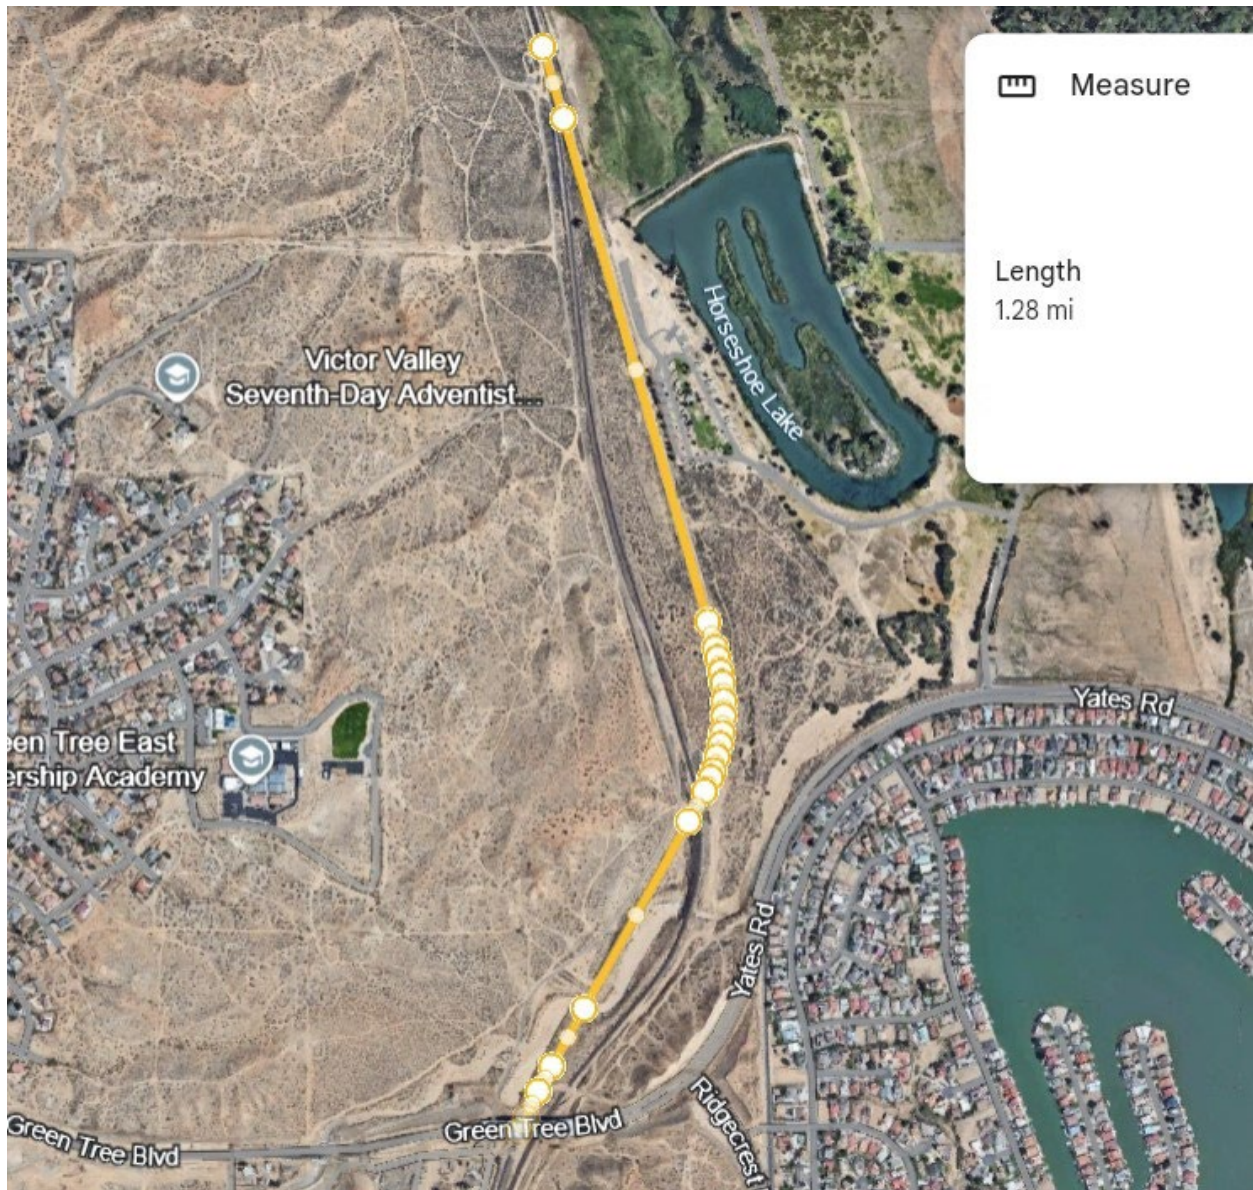 Measure
Length
1.28 mi
Horseshoe Lake
Victor Valley
Seventh-Day Adventist...
Yates Rd
een Tree East
ership Academy
Yates Rd
Ridgecrest
Green Tree Blvd
Green Tree Blvd